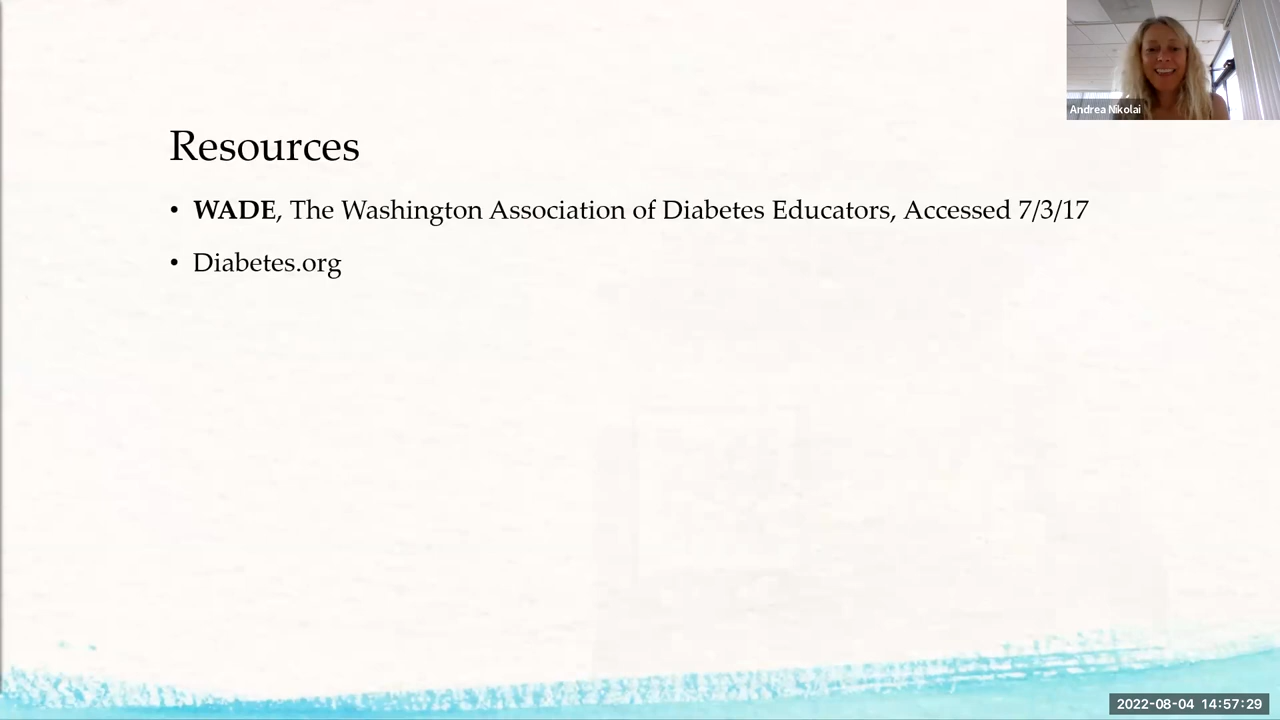 Andrea Nikolai
Resources
• WADE, The Washington Association of Diabetes Educators, Accessed 7/3/17
• Diabetes.org
2022-08-04 14:57:29